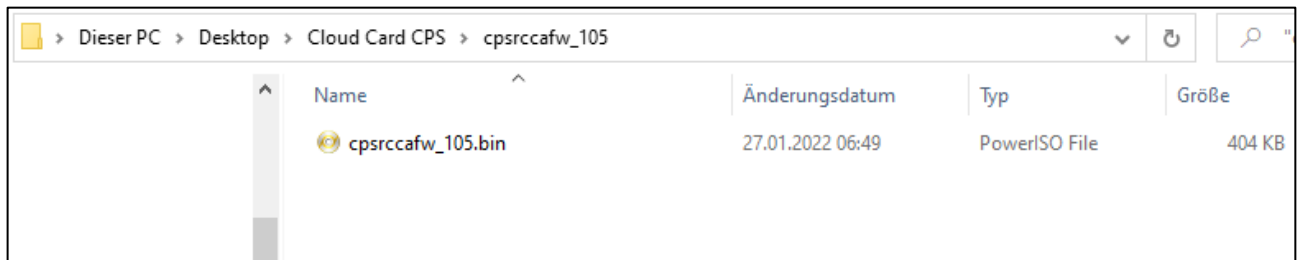 Dieser PC > Desktop > Cloud Card CPS > cpsrccafw_105
Name Änderungsdatum Typ Größe
cpsrccafw_105.bin 27.01.2022 06:49 PowerISO File 404 KB